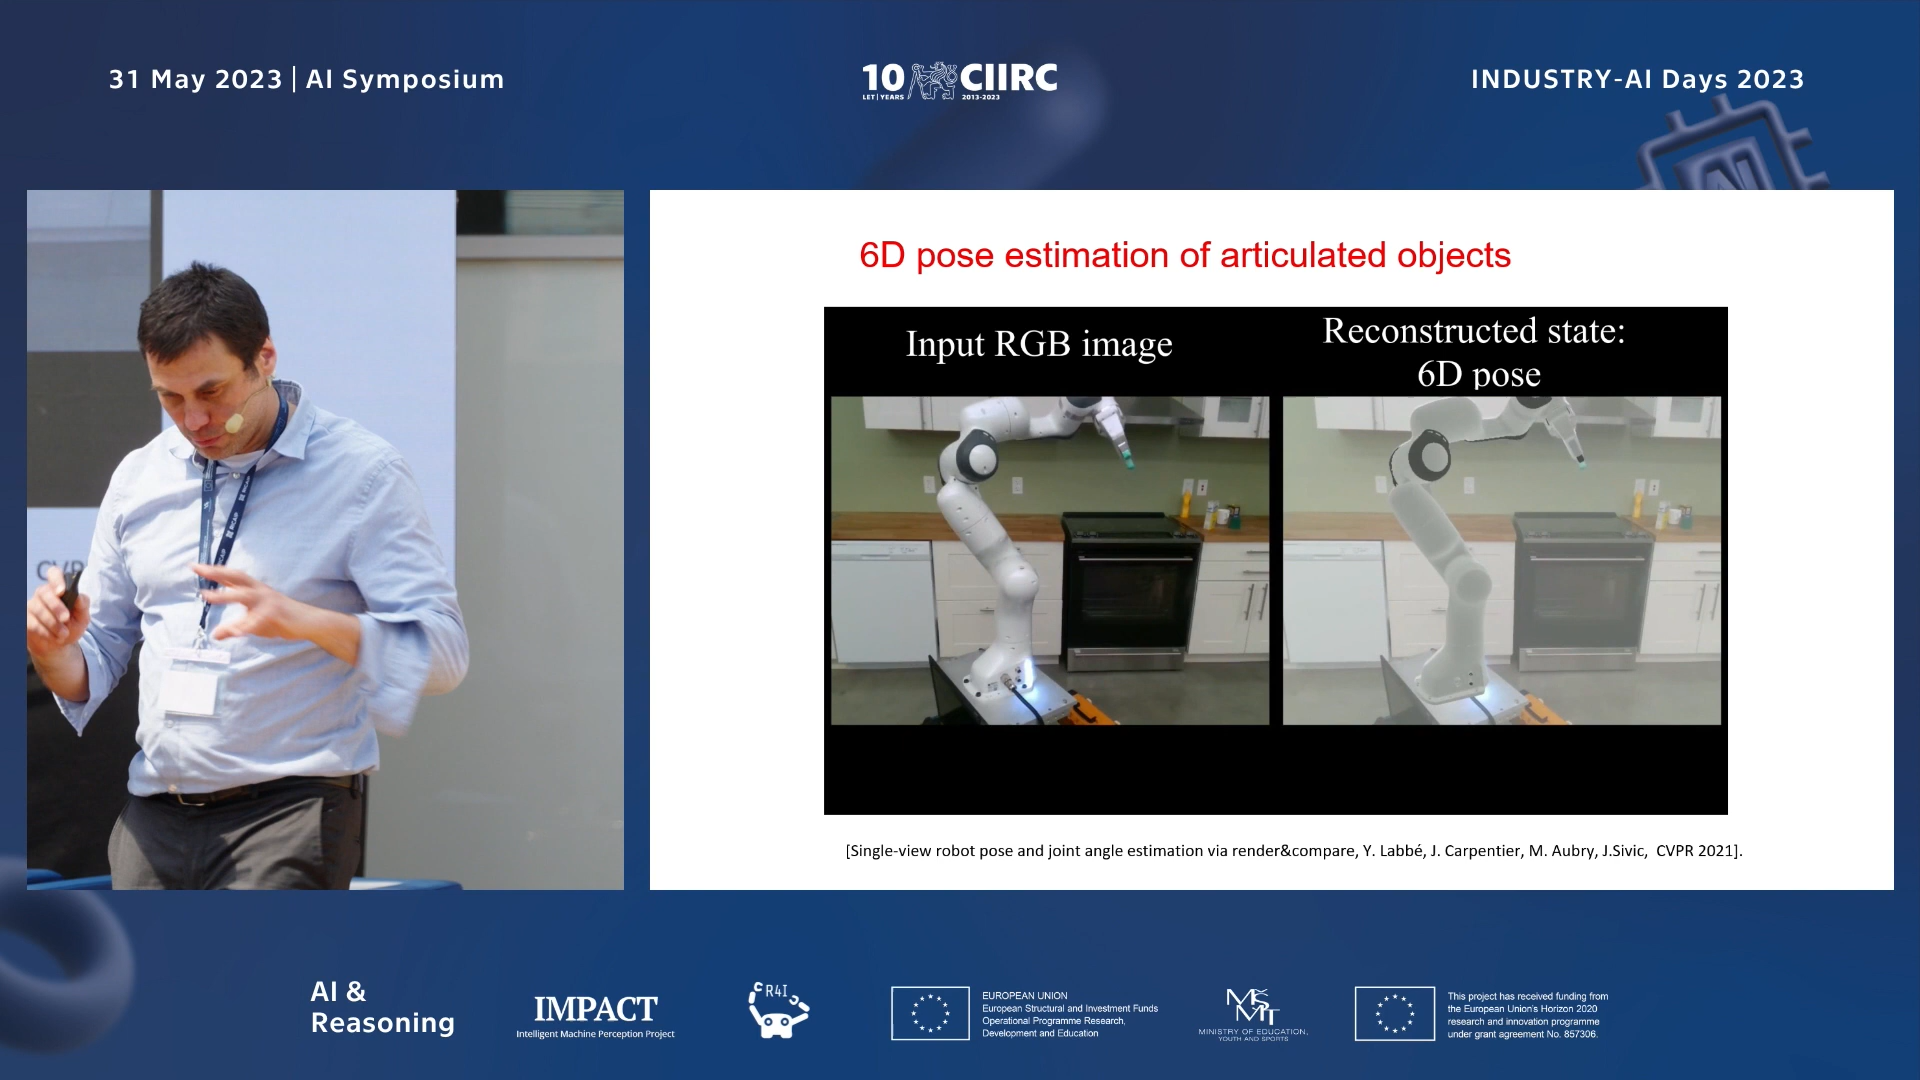 31 May 2023 | AI Symposium
10 CIIRC
LET | YEARS 2013-2023
INDUSTRY-AI Days 2023
AI
CVPR
6D pose estimation of articulated objects
Input RGB image
Reconstructed state:
6D pose
[Single-view robot pose and joint angle estimation via render&compare, Y. Labbé, J. Carpentier, M. Aubry, J.Sivic, CVPR 2021].
AI &
Reasoning
IMPACT
Intelligent Machine Perception Project
R4I
EUROPEAN UNION
European Structural and Investment Funds
Operational Programme Research,
Development and Education
MŠMT
MINISTRY OF EDUCATION,
YOUTH AND SPORTS
This project has received funding from
the European Union's Horizon 2020
research and innovation programme
under grant agreement No. 857306.